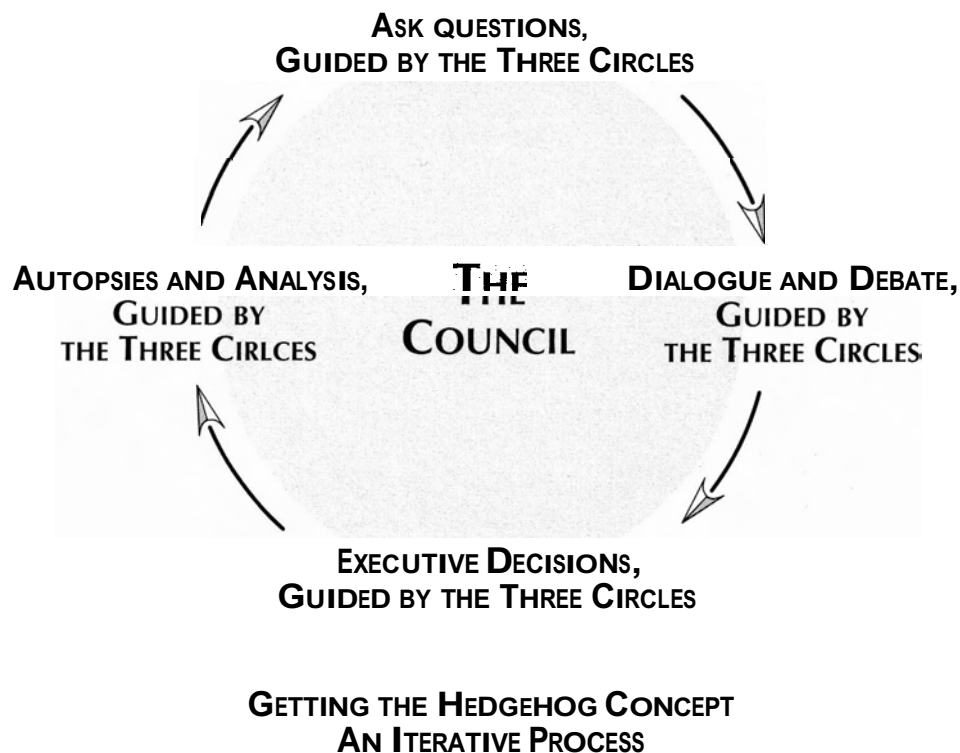 ASK QUESTIONS,
GUIDED BY THE THREE CIRCLES
AUTOPSIES AND ANALYSIS,
GUIDED BY
THE THREE CIRLCES
THE
COUNCIL
DIALOGUE AND DEBATE,
GUIDED BY
THE THREE CIRCLES
EXECUTIVE DECISIONS,
GUIDED BY THE THREE CIRCLES
GETTING THE HEDGEHOG CONCEPT
AN ITERATIVE PROCESS